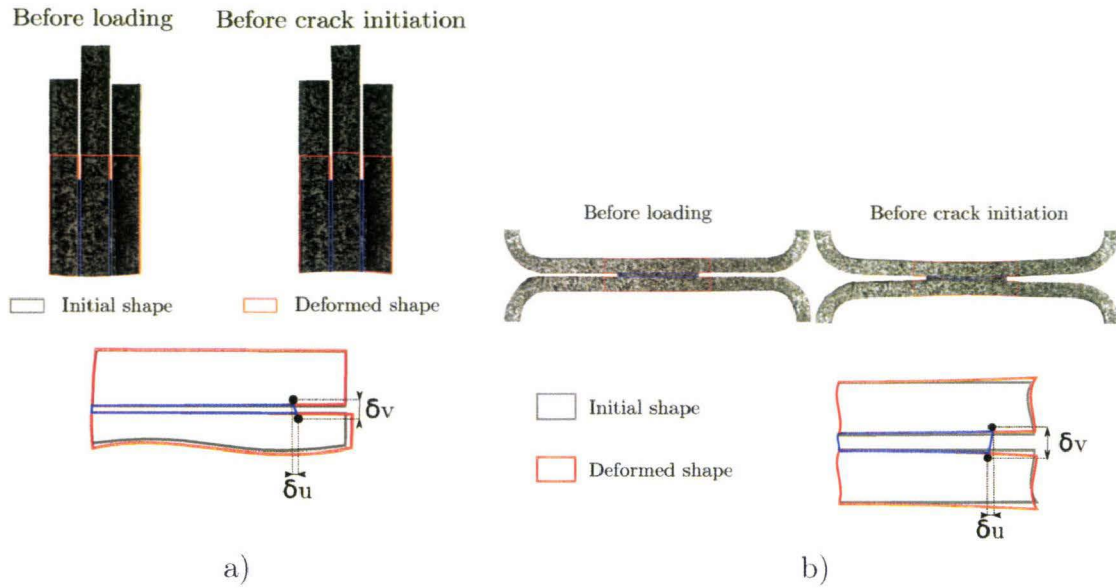 Before loading
Before crack initiation
Initial shape
Deformed shape
δv
δu
a)
Before loading
Before crack initiation
Initial shape
Deformed shape
δv
δu
b)